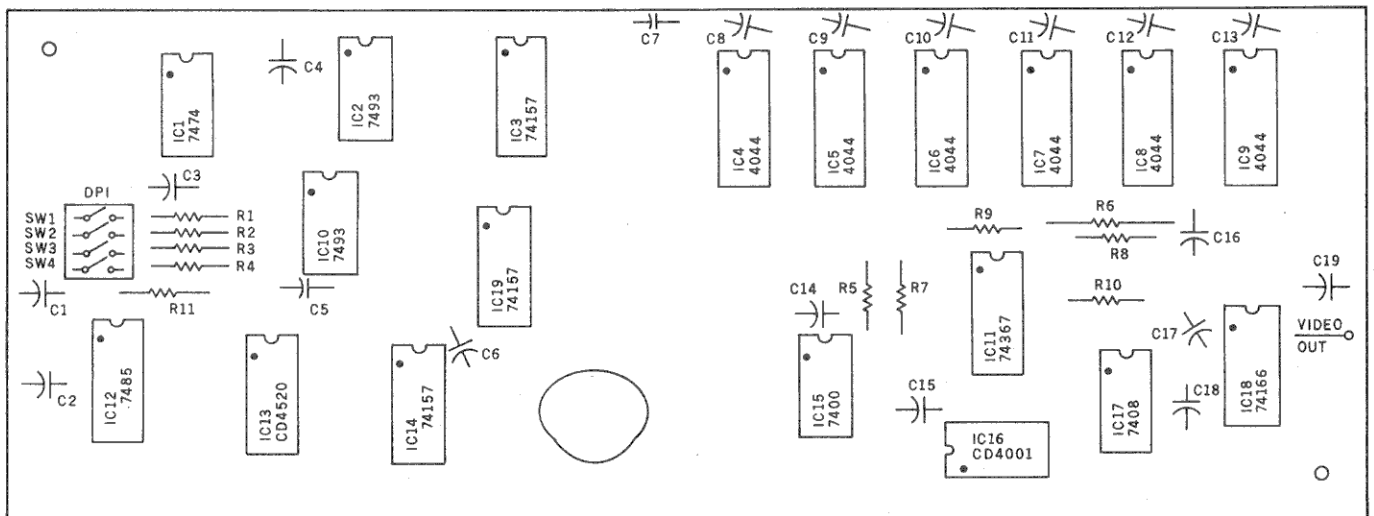 C7
C8
C9
C10
C11
C12
C13
C4
IC1
7474
IC2
7493
IC3
74157
IC4
4044
IC5
4044
IC6
4044
IC7
4044
IC8
4044
IC9
4044
C3
DP1
SW1
SW2
SW3
SW4
R1
R2
R3
R4
IC10
7493
IC19
74157
R9
R6
R8
C16
C1
R11
C5
C14
R5
R7
IC11
74367
R10
C19
C17
VIDEO
OUT
C2
IC12
7485
IC13
CD4520
IC14
74157
C6
IC15
7400
C15
IC16
CD4001
IC17
7408
C18
IC18
74166